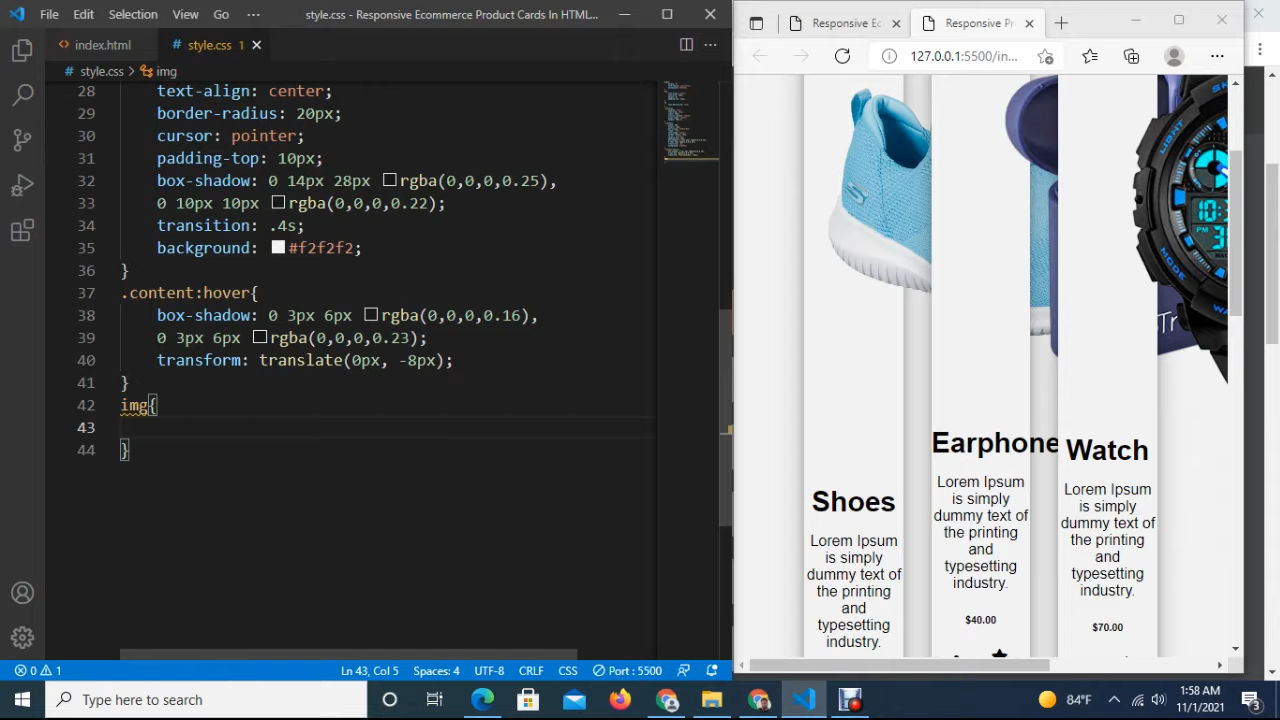 File Edit Selection View Go ··· style.css - Responsive Ecommerce Product Cards In HTML...
index.html # style.css 1
# style.css > img
28 text-align: center;
29 border-radius: 20px;
30 cursor: pointer;
31 padding-top: 10px;
32 box-shadow: 0 14px 28px rgba(0,0,0,0.25),
33 0 10px 10px rgba(0,0,0,0.22);
34 transition: .4s;
35 background: #f2f2f2;
36 }
37 .content:hover{
38 box-shadow: 0 3px 6px rgba(0,0,0,0.16),
39 0 3px 6px rgba(0,0,0,0.23);
40 transform: translate(0px, -8px);
41 }
42 img{
43
44 }
0 1 Ln 43, Col 5 Spaces: 4 UTF-8 CRLF CSS Port : 5500
Responsive Ec Responsive Pr
127.0.0.1:5500/in...
LIGHT
MODE
10:
PM
Shoes
Lorem Ipsum
is simply
dummy text of
the printing
and
typesetting
industry.
Earphone
Lorem Ipsum
is simply
dummy text of
the printing
and
typesetting
industry.
$40.00
Watch
Lorem Ipsum
is simply
dummy text of
the printing
and
typesetting
industry.
$70.00
Type here to search
84°F
1:58 AM
11/1/2021
3